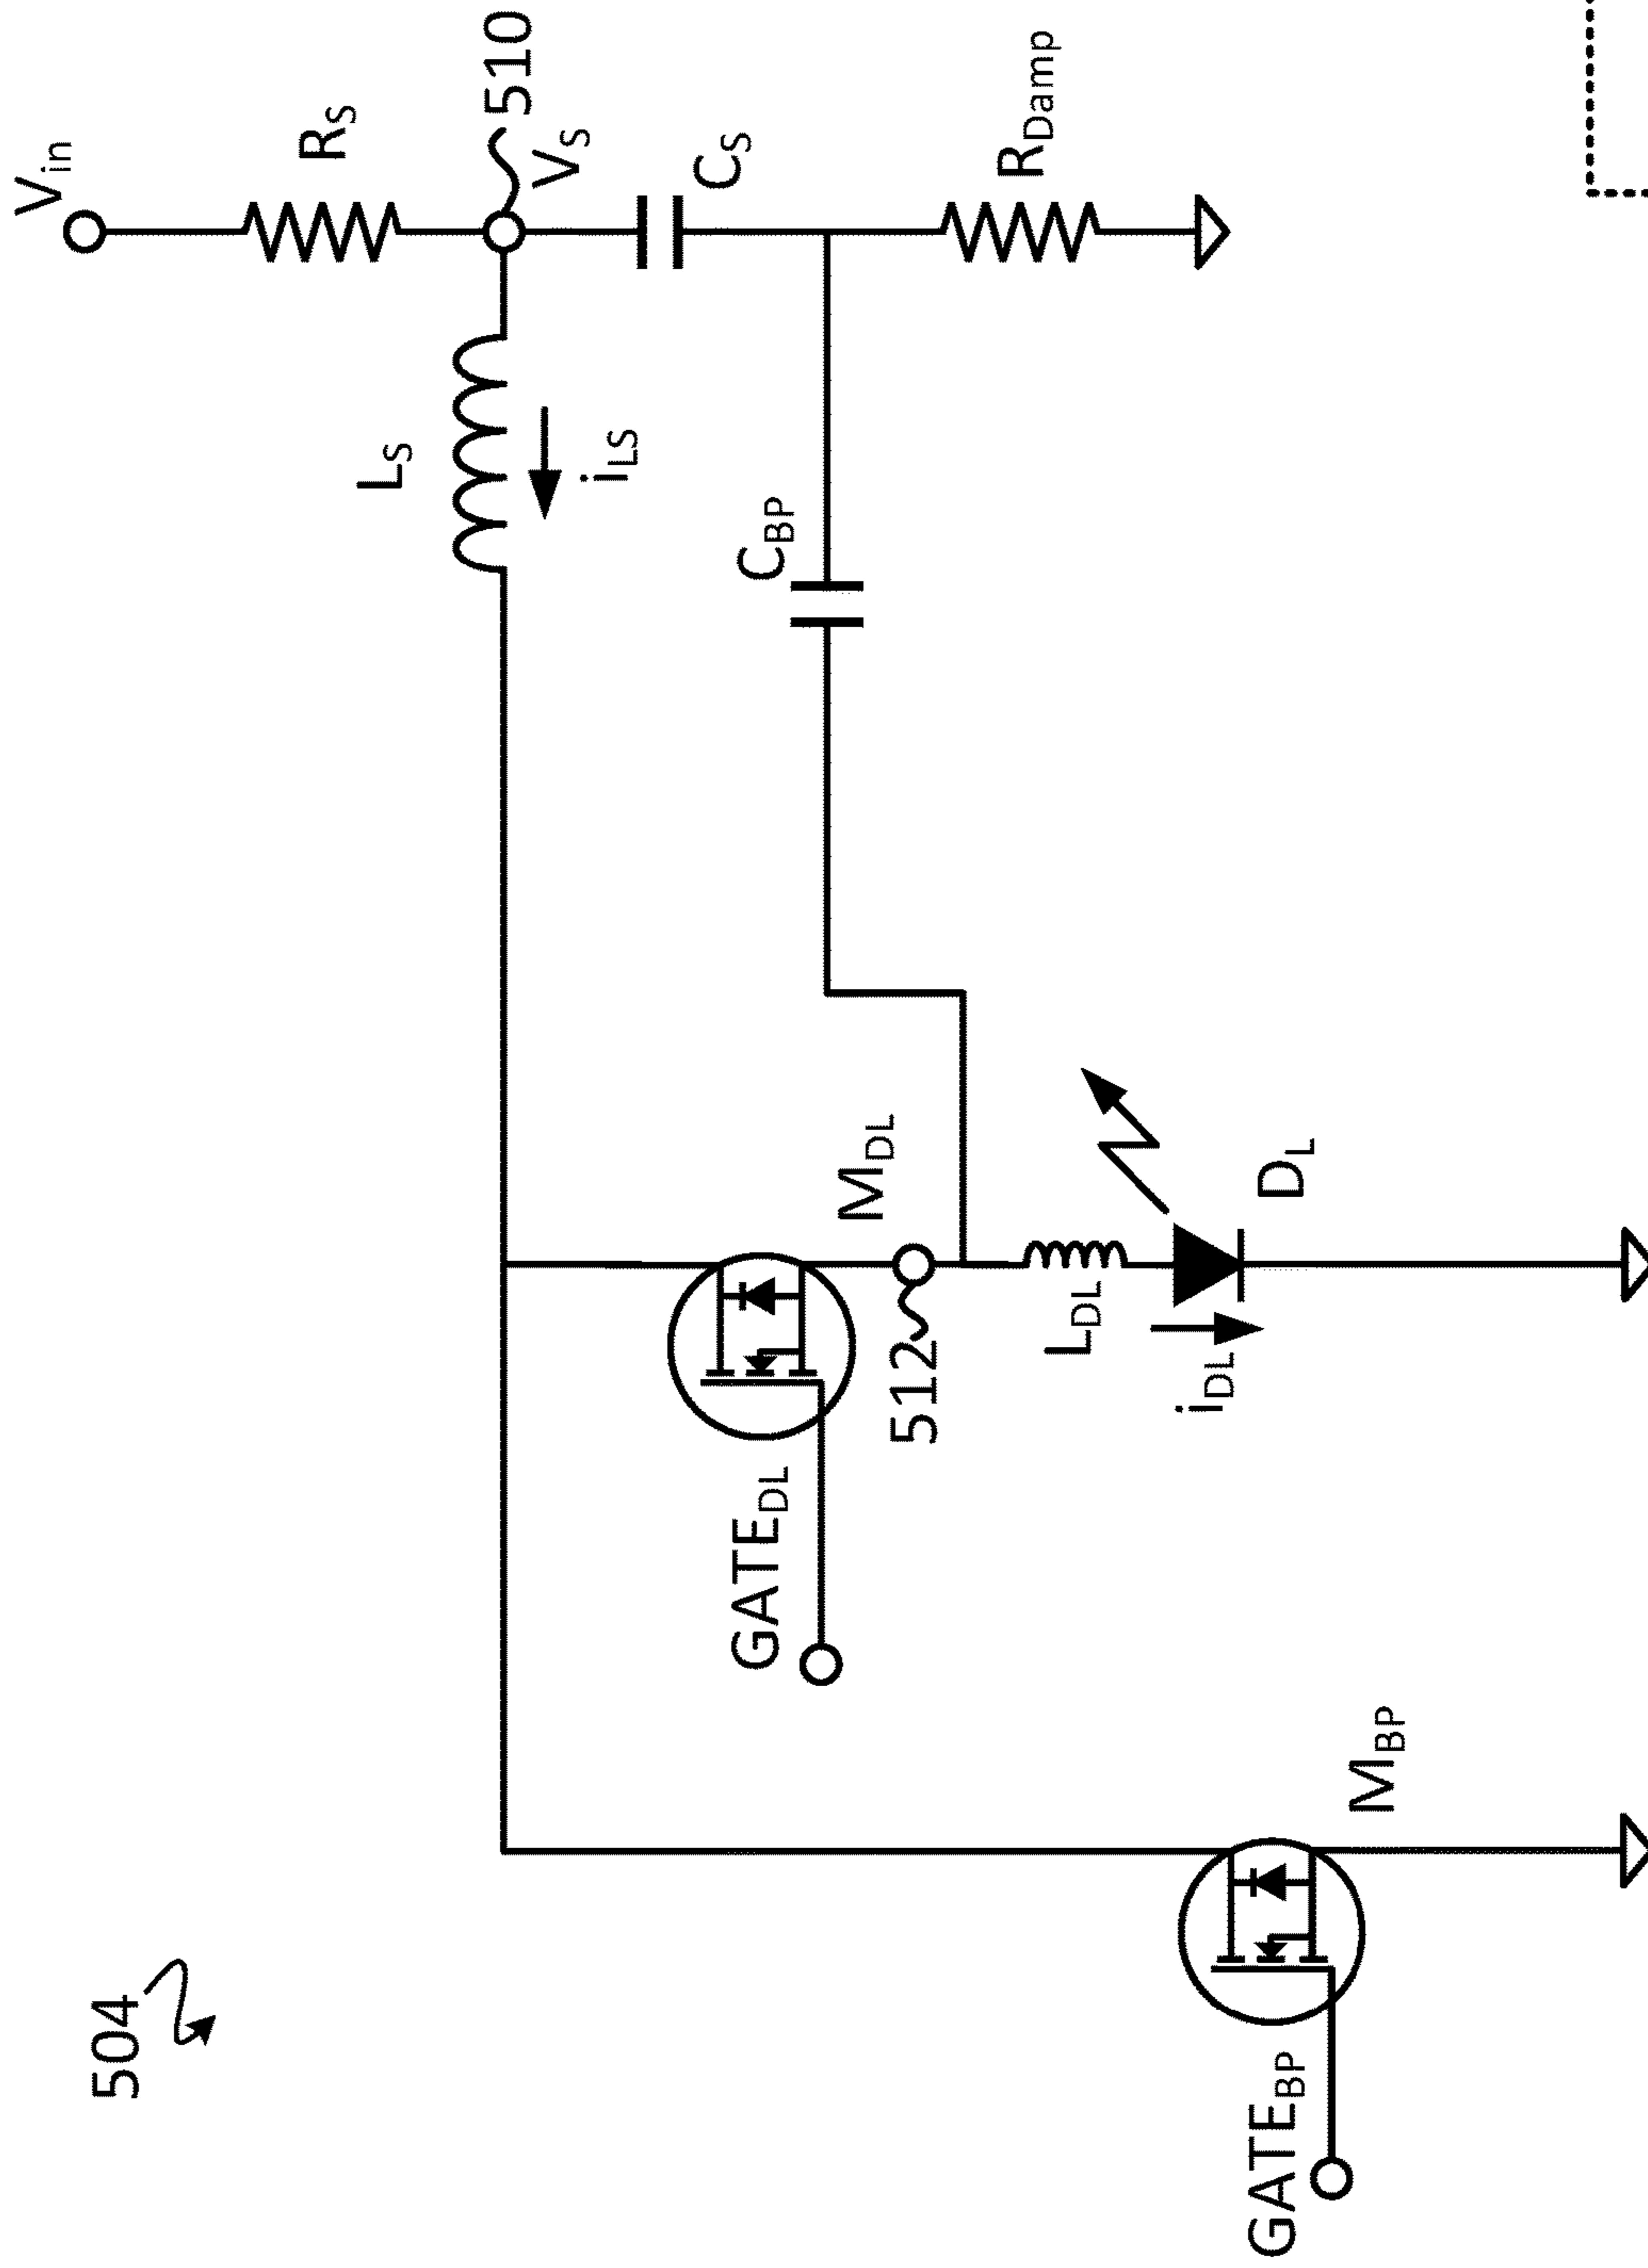 504
V_in
R_S
510
V_S
L_S
i_LS
C_S
C_BP
R_Damp
M_DL
GATE_DL
512
L_DL
D_L
i_DL
M_BP
GATE_BP